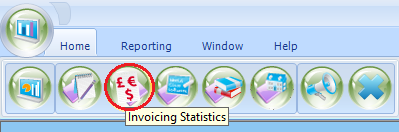 Home Reporting Window Help
£ €
$
Invoicing Statistics